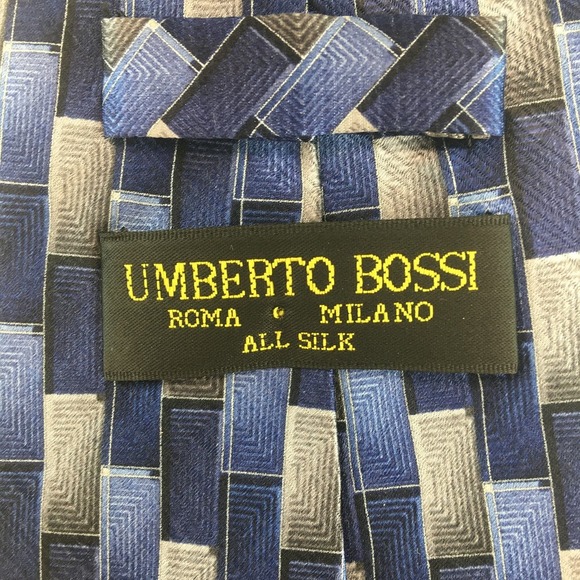 UMBERTO BOSSI
ROMA • MILANO
ALL SILK